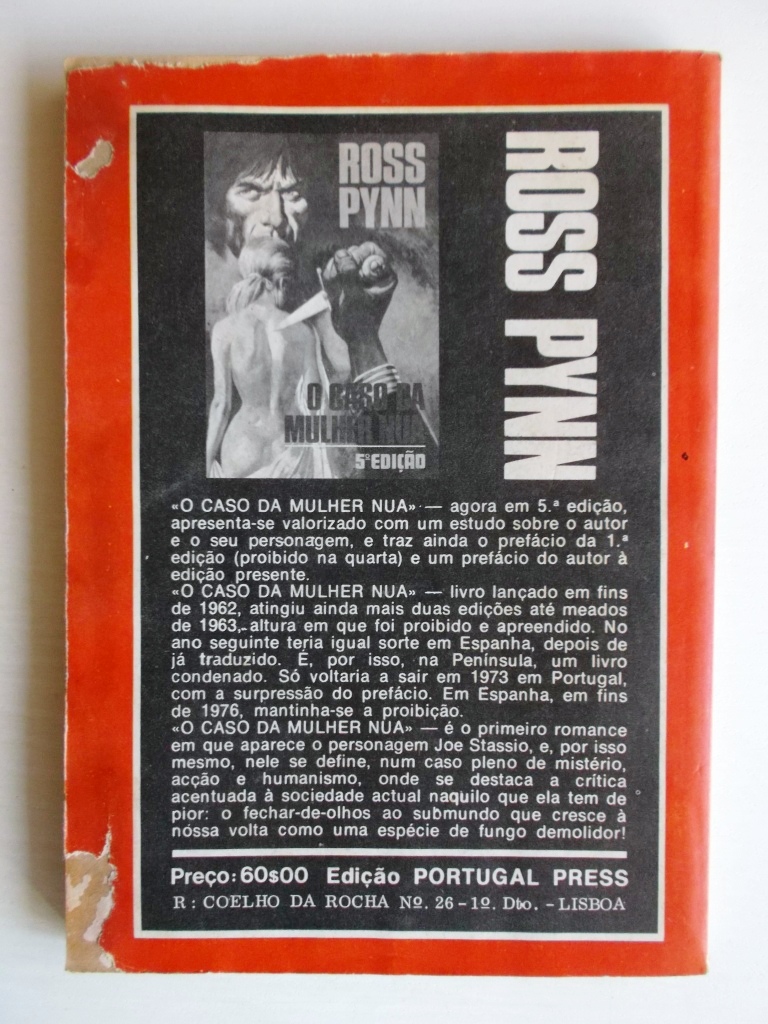 ROSS
PYNN
O CASO DA
MULHER NUA
5ª EDIÇÃO
ROSS PYNN
«O CASO DA MULHER NUA» — agora em 5.ª edição,
apresenta-se valorizado com um estudo sobre o autor
e o seu personagem, e traz ainda o prefácio da 1.ª
edição (proibido na quarta) e um prefácio do autor à
edição presente.
«O CASO DA MULHER NUA» — livro lançado em fins
de 1962, atingiu ainda mais duas edições até meados
de 1963, altura em que foi proibido e apreendido. No
ano seguinte teria igual sorte em Espanha, depois de
já traduzido. É, por isso, na Península, um livro
condenado. Só voltaria a sair em 1973 em Portugal,
com a surpressão do prefácio. Em Espanha, em fins
de 1976, mantinha-se a proibição.
«O CASO DA MULHER NUA» — é o primeiro romance
em que aparece o personagem Joe Stassio, e, por isso
mesmo, nele se define, num caso pleno de mistério,
acção e humanismo, onde se destaca a crítica
acentuada à sociedade actual naquilo que ela tem de
pior: o fechar-de-olhos ao submundo que cresce à
nóssa volta como uma espécie de fungo demolidor!
Preço: 60$00 Edição PORTUGAL PRESS
R: COELHO DA ROCHA Nº. 26 - 1º. Dto. - LISBOA